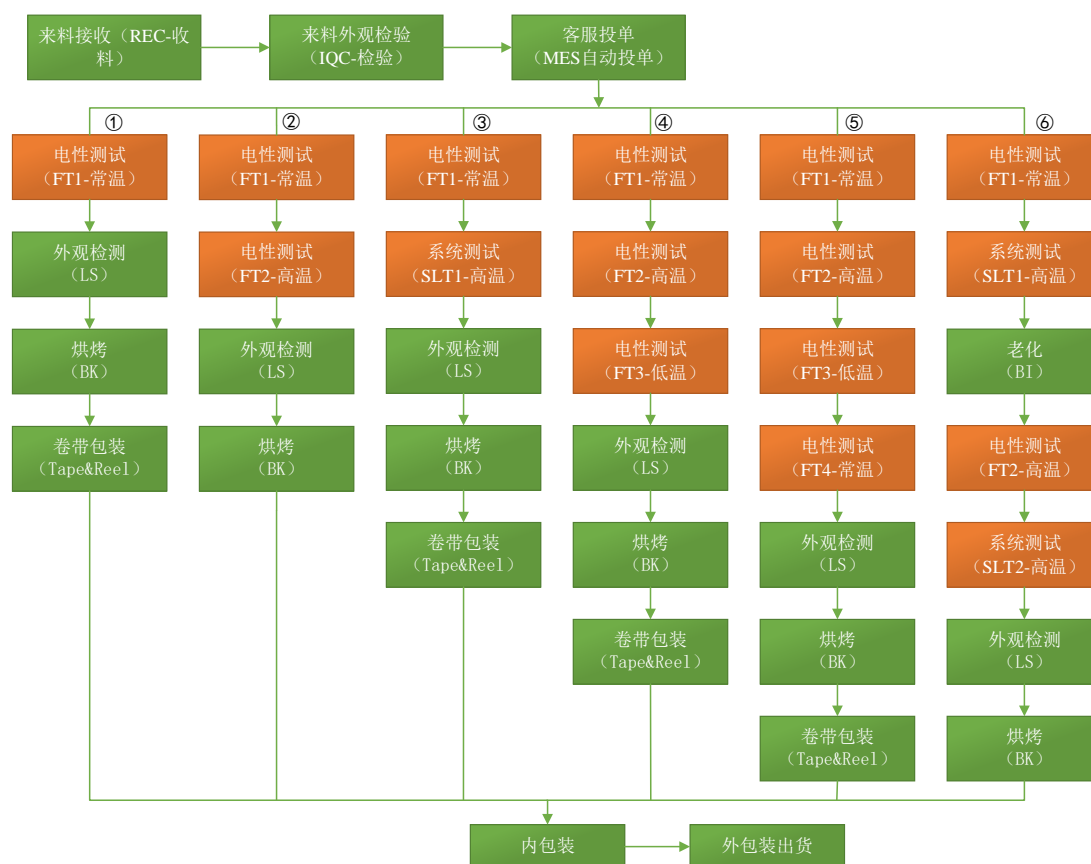 来料接收（REC-收
料）
来料外观检验
（IQC-检验）
客服投单
（MES自动投单）
①
电性测试
（FT1-常温）
外观检测
（LS）
烘烤
（BK）
卷带包装
（Tape&Reel）
②
电性测试
（FT1-常温）
电性测试
（FT2-高温）
外观检测
（LS）
烘烤
（BK）
③
电性测试
（FT1-常温）
系统测试
（SLT1-高温）
外观检测
（LS）
烘烤
（BK）
卷带包装
（Tape&Reel）
④
电性测试
（FT1-常温）
电性测试
（FT2-高温）
电性测试
（FT3-低温）
外观检测
（LS）
烘烤
（BK）
卷带包装
（Tape&Reel）
⑤
电性测试
（FT1-常温）
电性测试
（FT2-高温）
电性测试
（FT3-低温）
电性测试
（FT4-常温）
外观检测
（LS）
烘烤
（BK）
卷带包装
（Tape&Reel）
⑥
电性测试
（FT1-常温）
系统测试
（SLT1-高温）
老化
（BI）
电性测试
（FT2-高温）
系统测试
（SLT2-高温）
外观检测
（LS）
烘烤
（BK）
内包装
外包装出货